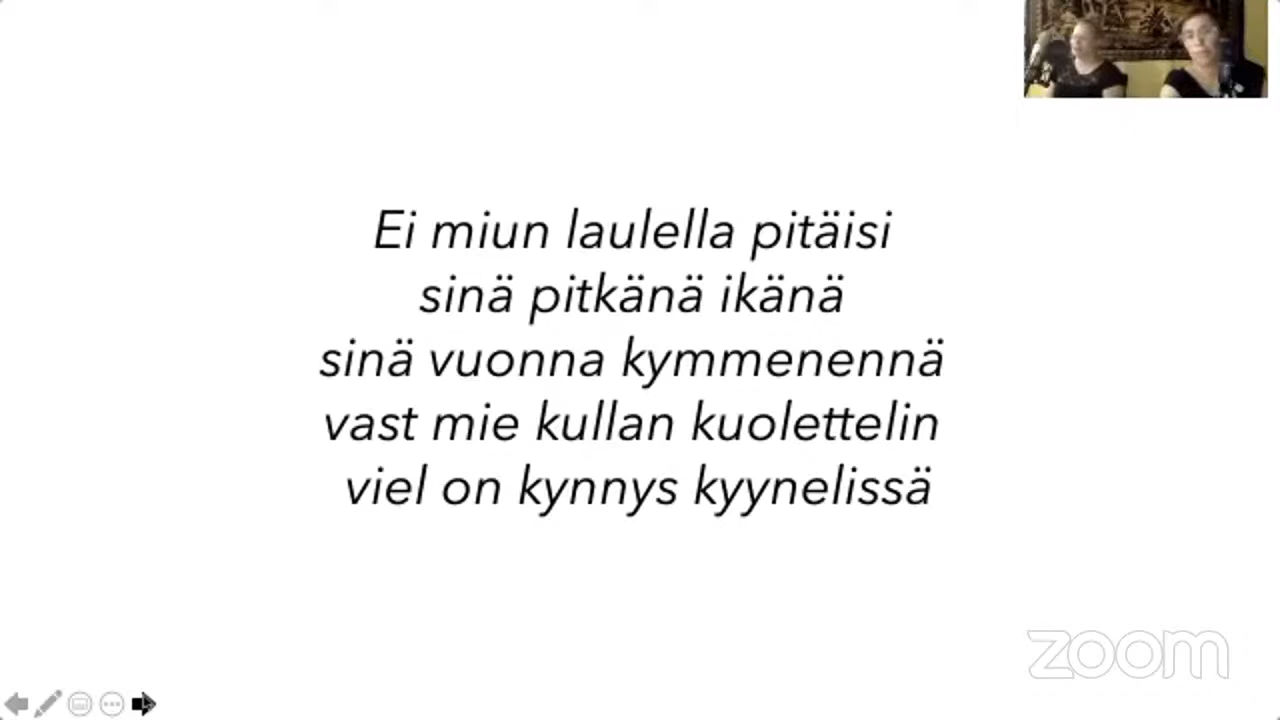 Ei miun laulella pitäisi
sinä pitkänä ikänä
sinä vuonna kymmenennä
vast mie kullan kuolettelin
viel on kynnys kyynelissä
zoom